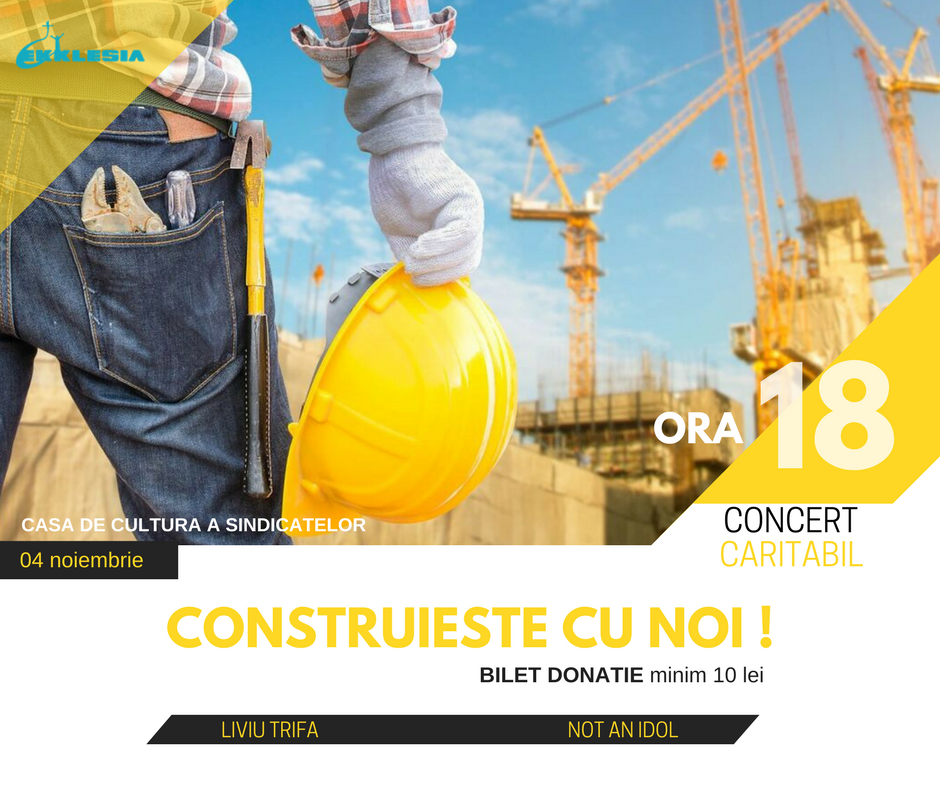 EKKLESIA
ORA 18
CASA DE CULTURA A SINDICATELOR
04 noiembrie
CONCERT
CARITABIL
CONSTRUIESTE CU NOI !
BILET DONATIE minim 10 lei
LIVIU TRIFA
NOT AN IDOL